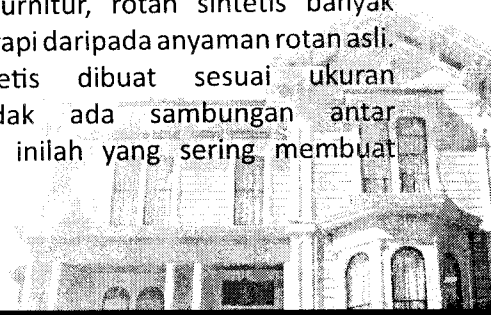 urnitur, rotan sintetis banyak
rapi daripada anyaman rotan asli.
etis dibuat sesuai ukuran
dak ada sambungan antar
inilah yang sering membuat